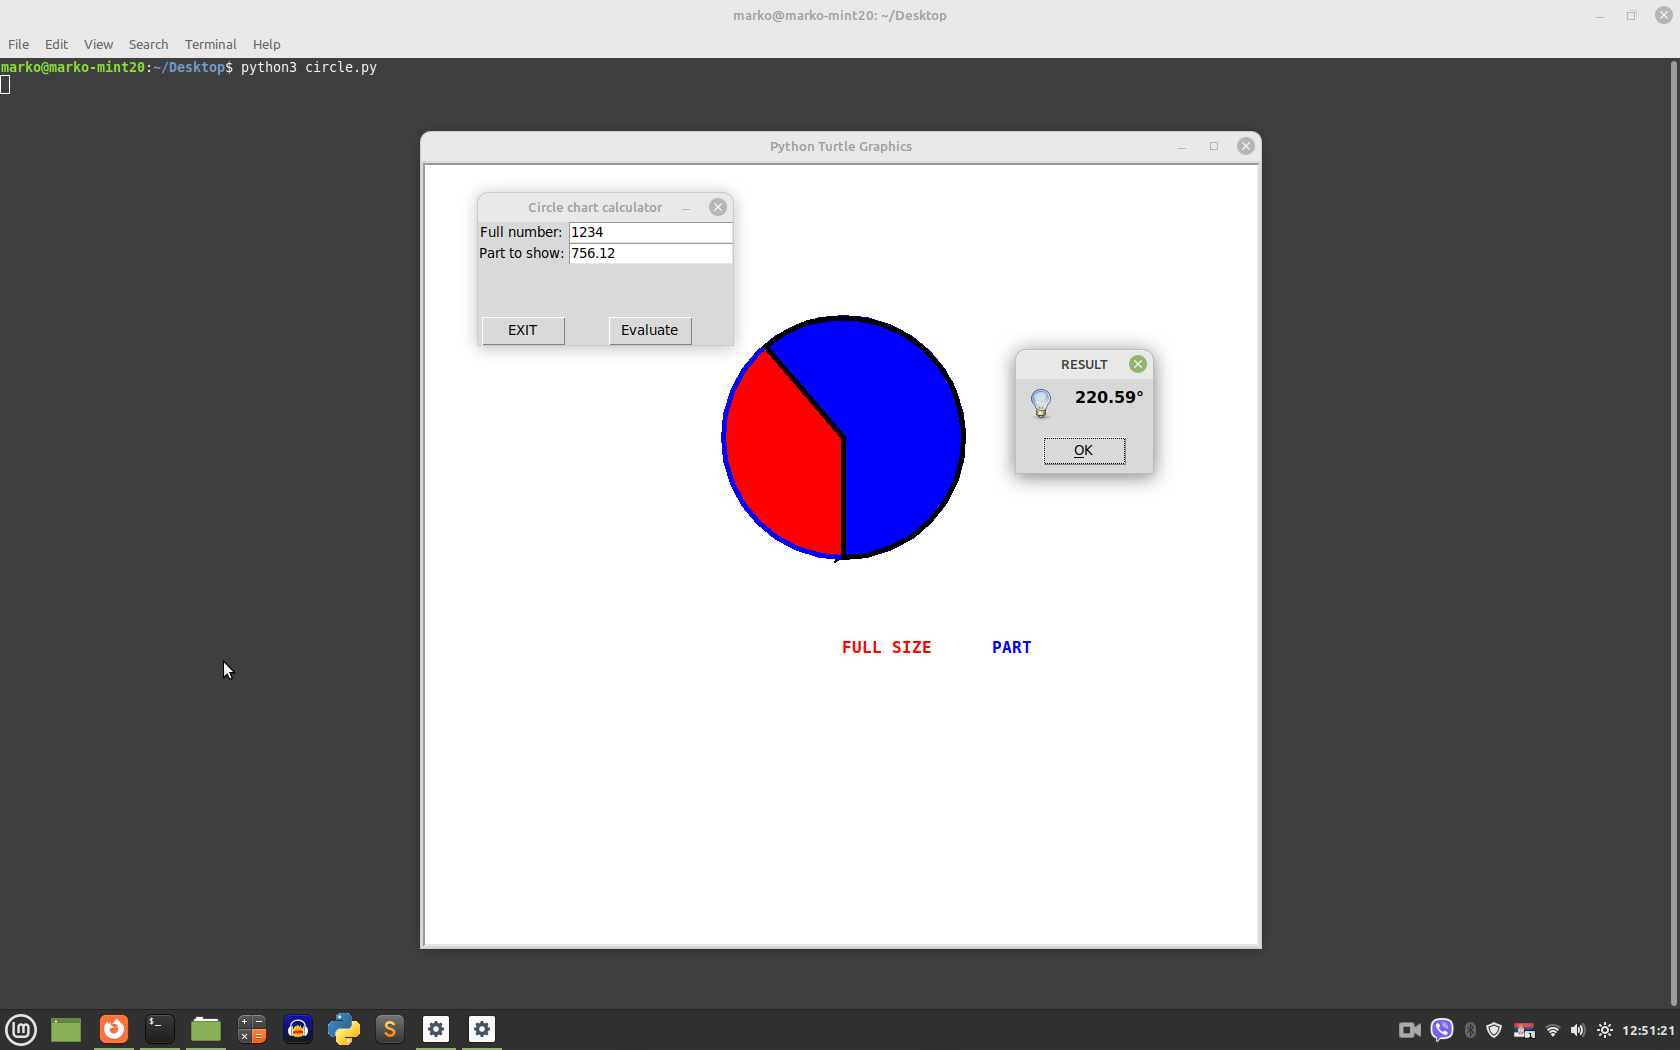 marko@marko-mint20: ~/Desktop
File Edit View Search Terminal Help
marko@marko-mint20:~/Desktop$ python3 circle.py
Python Turtle Graphics
Circle chart calculator
Full number: 1234
Part to show: 756.12
EXIT Evaluate
RESULT
220.59°
OK
FULL SIZE PART
12:51:21